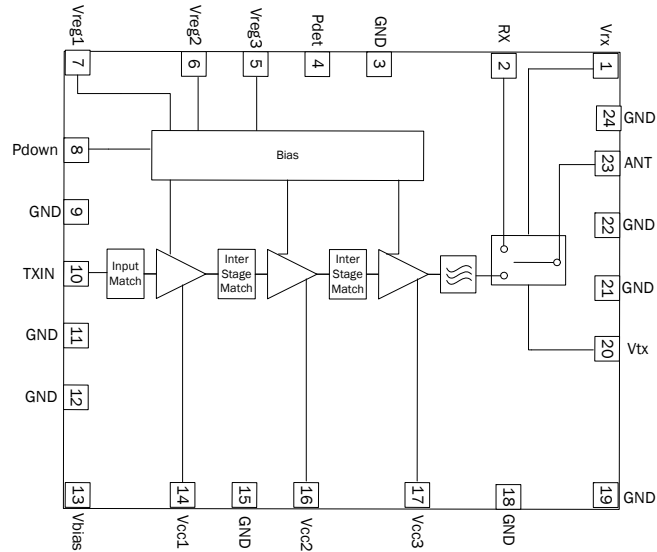 Vreg1
Vreg2
Vreg3
Pdet
GND
RX
Vrx
7
6
5
4
3
2
1
24
GND
Pdown
8
Bias
23
ANT
GND
9
22
GND
TXIN
10
Input
Match
Inter
Stage
Match
Inter
Stage
Match
21
GND
GND
11
20
Vtx
GND
12
13
14
15
16
17
18
19
GND
Vbias
Vcc1
GND
Vcc2
Vcc3
GND